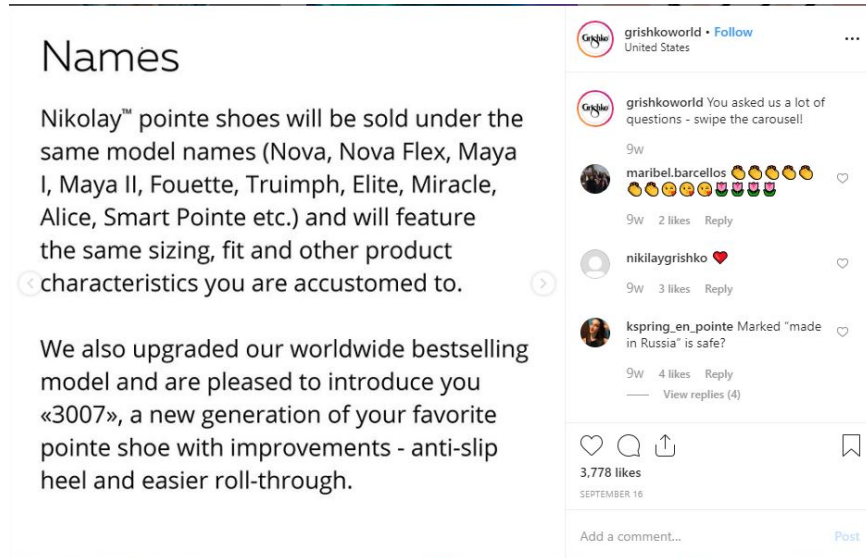 Names
Nikolay™ pointe shoes will be sold under the
same model names (Nova, Nova Flex, Maya
I, Maya II, Fouette, Truimph, Elite, Miracle,
Alice, Smart Pointe etc.) and will feature
the same sizing, fit and other product
characteristics you are accustomed to.
We also upgraded our worldwide bestselling
model and are pleased to introduce you
«3007», a new generation of your favorite
pointe shoe with improvements - anti-slip
heel and easier roll-through.
Grishko
grishkoworld • Follow
United States
Grishko
grishkoworld You asked us a lot of
questions - swipe the carousel!
9w
maribel.barcellos 👏👏👏👏👏
👏👏😘😘😘🌷🌷🌷🌷
9w 2 likes Reply
nikilaygrishko ❤️
9w 3 likes Reply
kspring_en_pointe Marked “made
in Russia” is safe?
9w 4 likes Reply
View replies (4)
3,778 likes
SEPTEMBER 16
Add a comment... Post